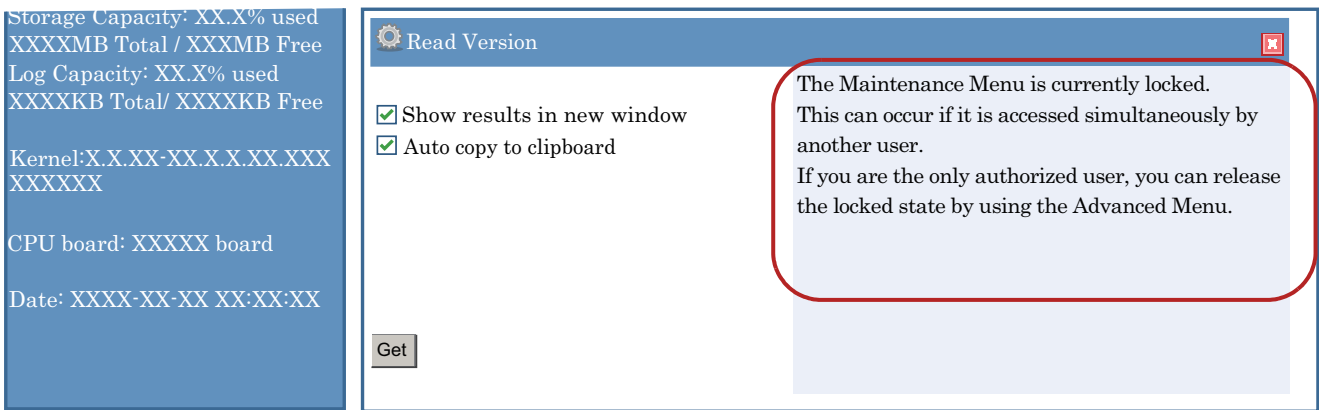 Storage Capacity: XX.X% used
XXXXMB Total / XXXMB Free
Log Capacity: XX.X% used
XXXXKB Total/ XXXXKB Free
Kernel:X.X.XX-XX.X.X.XX.XXX
XXXXXX
CPU board: XXXXX board
Date: XXXX-XX-XX XX:XX:XX
Read Version
Show results in new window
Auto copy to clipboard
Get
The Maintenance Menu is currently locked.
This can occur if it is accessed simultaneously by
another user.
If you are the only authorized user, you can release
the locked state by using the Advanced Menu.